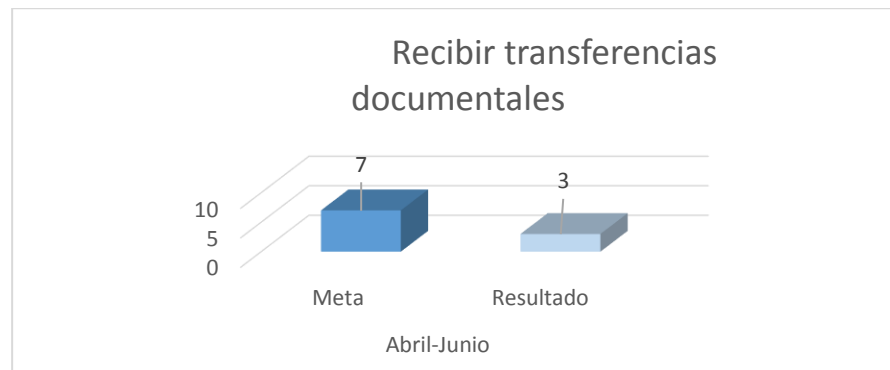 Recibir transferencias
documentales
7
3
10
5
0
Meta Resultado
Abril-Junio